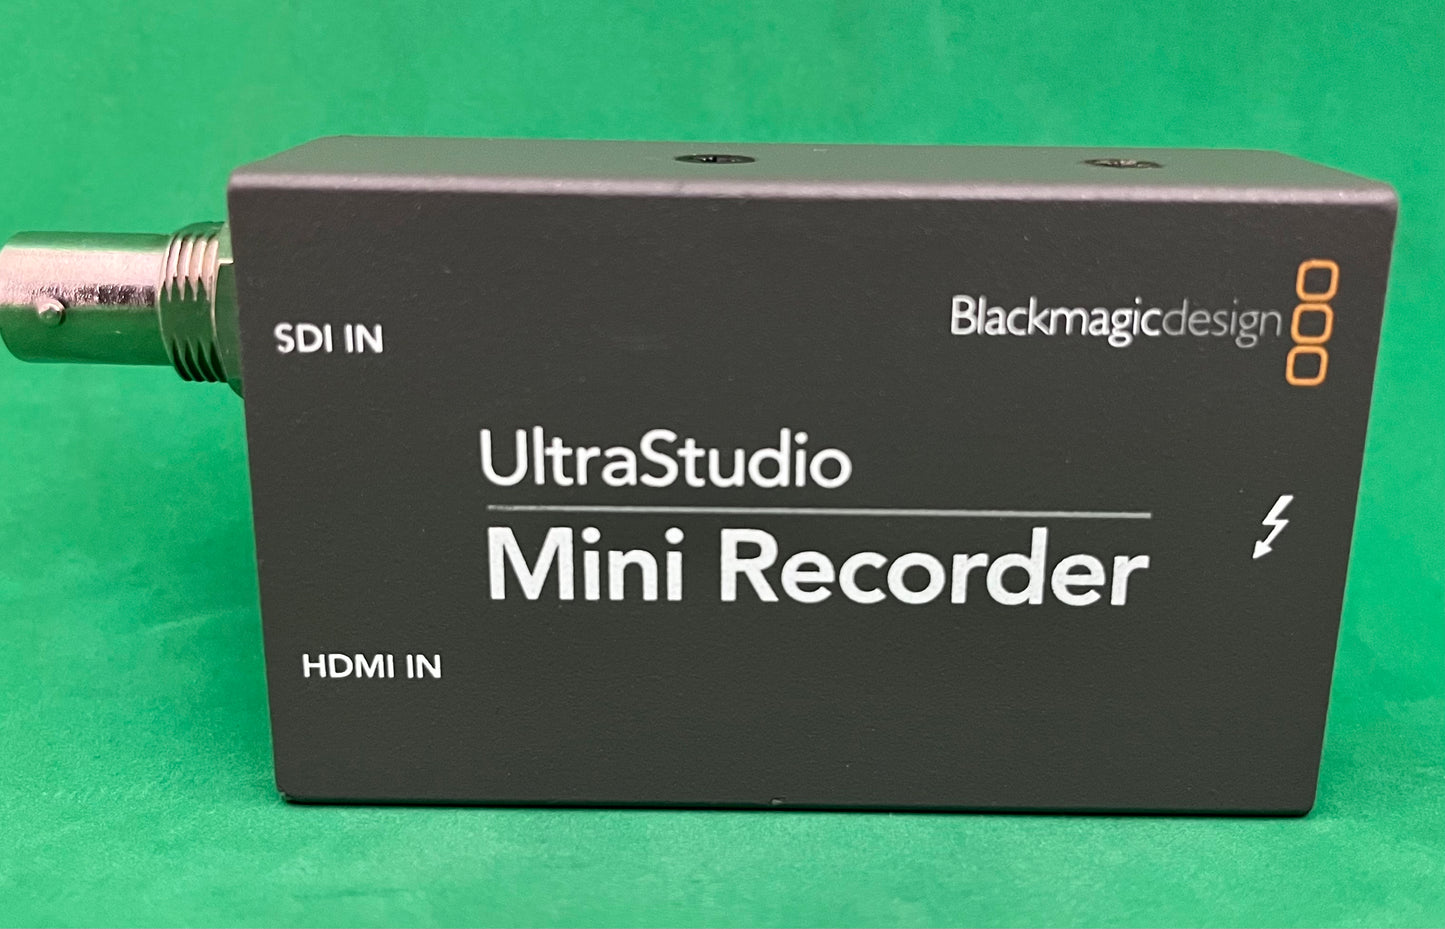 SDI IN
Blackmagicdesign
UltraStudio
Mini Recorder
HDMI IN